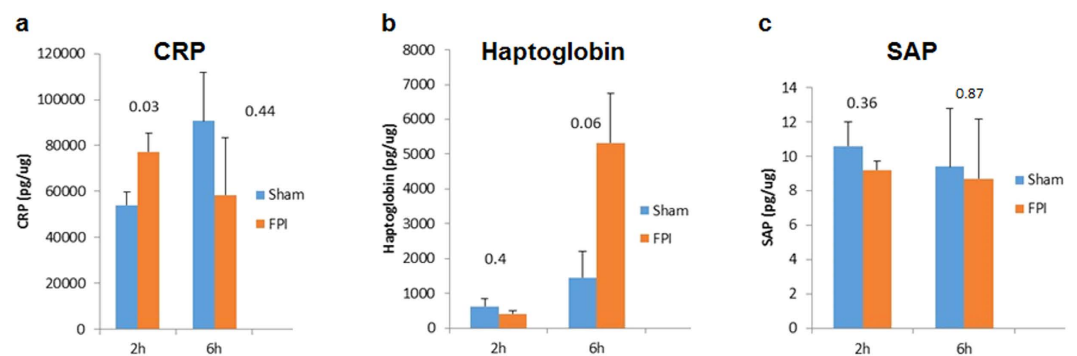 a
CRP
CRP (pg/ug)
120000
100000
80000
60000
40000
20000
0
0.03
0.44
Sham
FPI
2h
6h
b
Haptoglobin
Haptoglobin (pg/ug)
8000
7000
6000
5000
4000
3000
2000
1000
0
0.4
0.06
Sham
FPI
2h
6h
c
SAP
SAP (pg/ug)
14
12
10
8
6
4
2
0
0.36
0.87
Sham
FPI
2h
6h